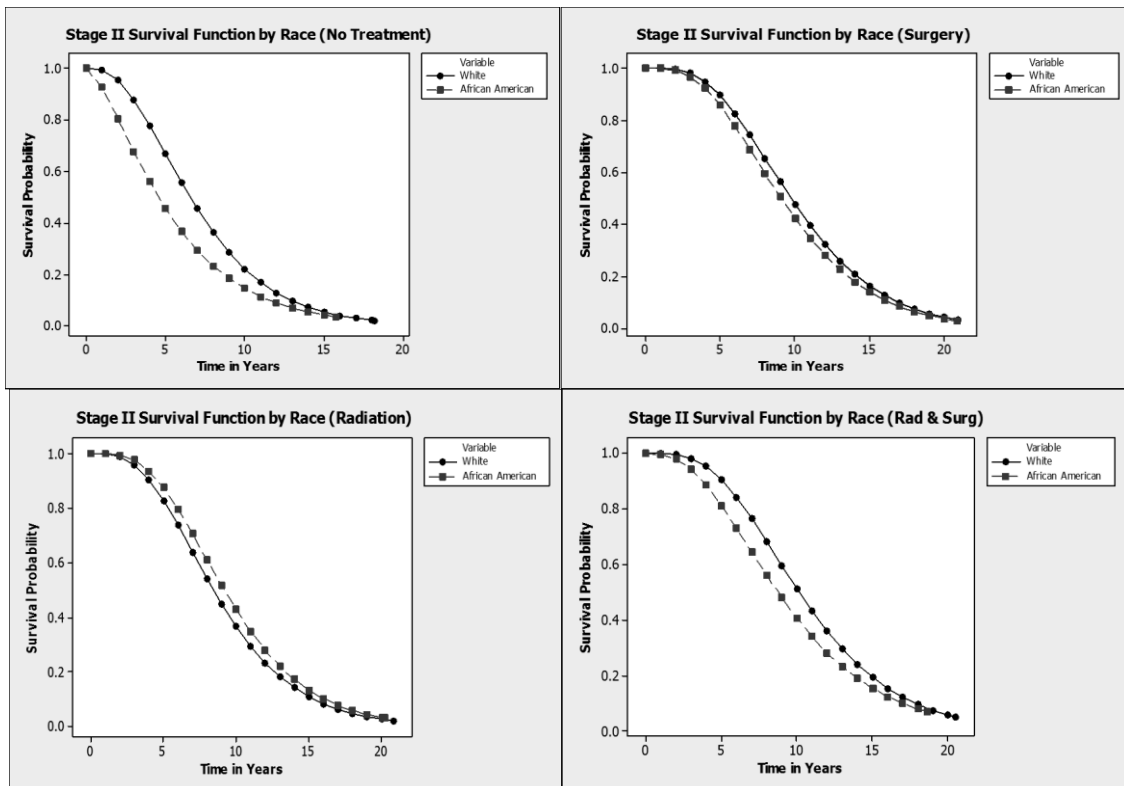 Stage II Survival Function by Race (No Treatment)
Variable
White
African American
1.0
0.8
0.6
0.4
0.2
0.0
Survival Probability
0 5 10 15 20
Time in Years
Stage II Survival Function by Race (Surgery)
Variable
White
African American
1.0
0.8
0.6
0.4
0.2
0.0
Survival Probability
0 5 10 15 20
Time in Years
Stage II Survival Function by Race (Radiation)
Variable
White
African American
1.0
0.8
0.6
0.4
0.2
0.0
Survival Probability
0 5 10 15 20
Time in Years
Stage II Survival Function by Race (Rad & Surg)
Variable
White
African American
1.0
0.8
0.6
0.4
0.2
0.0
Survival Probability
0 5 10 15 20
Time in Years